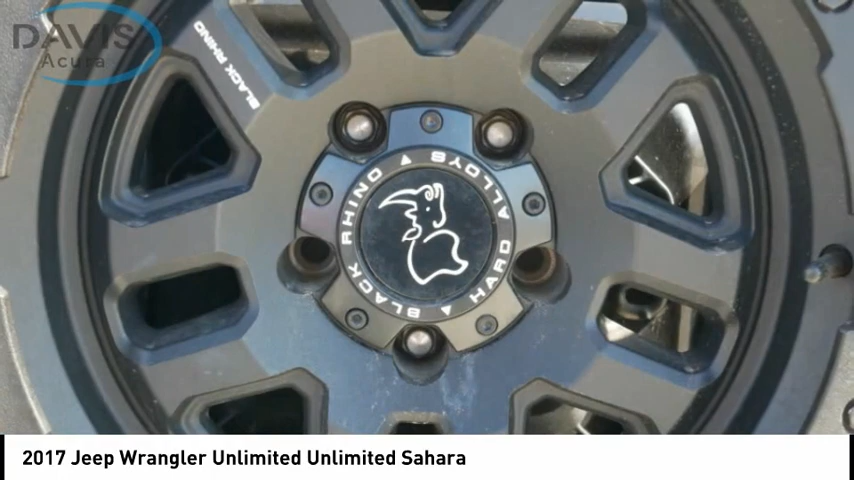 DAVIS
Acura
BLACK RHINO
BLACK RHINO HARD ALLOYS
2017 Jeep Wrangler Unlimited Unlimited Sahara